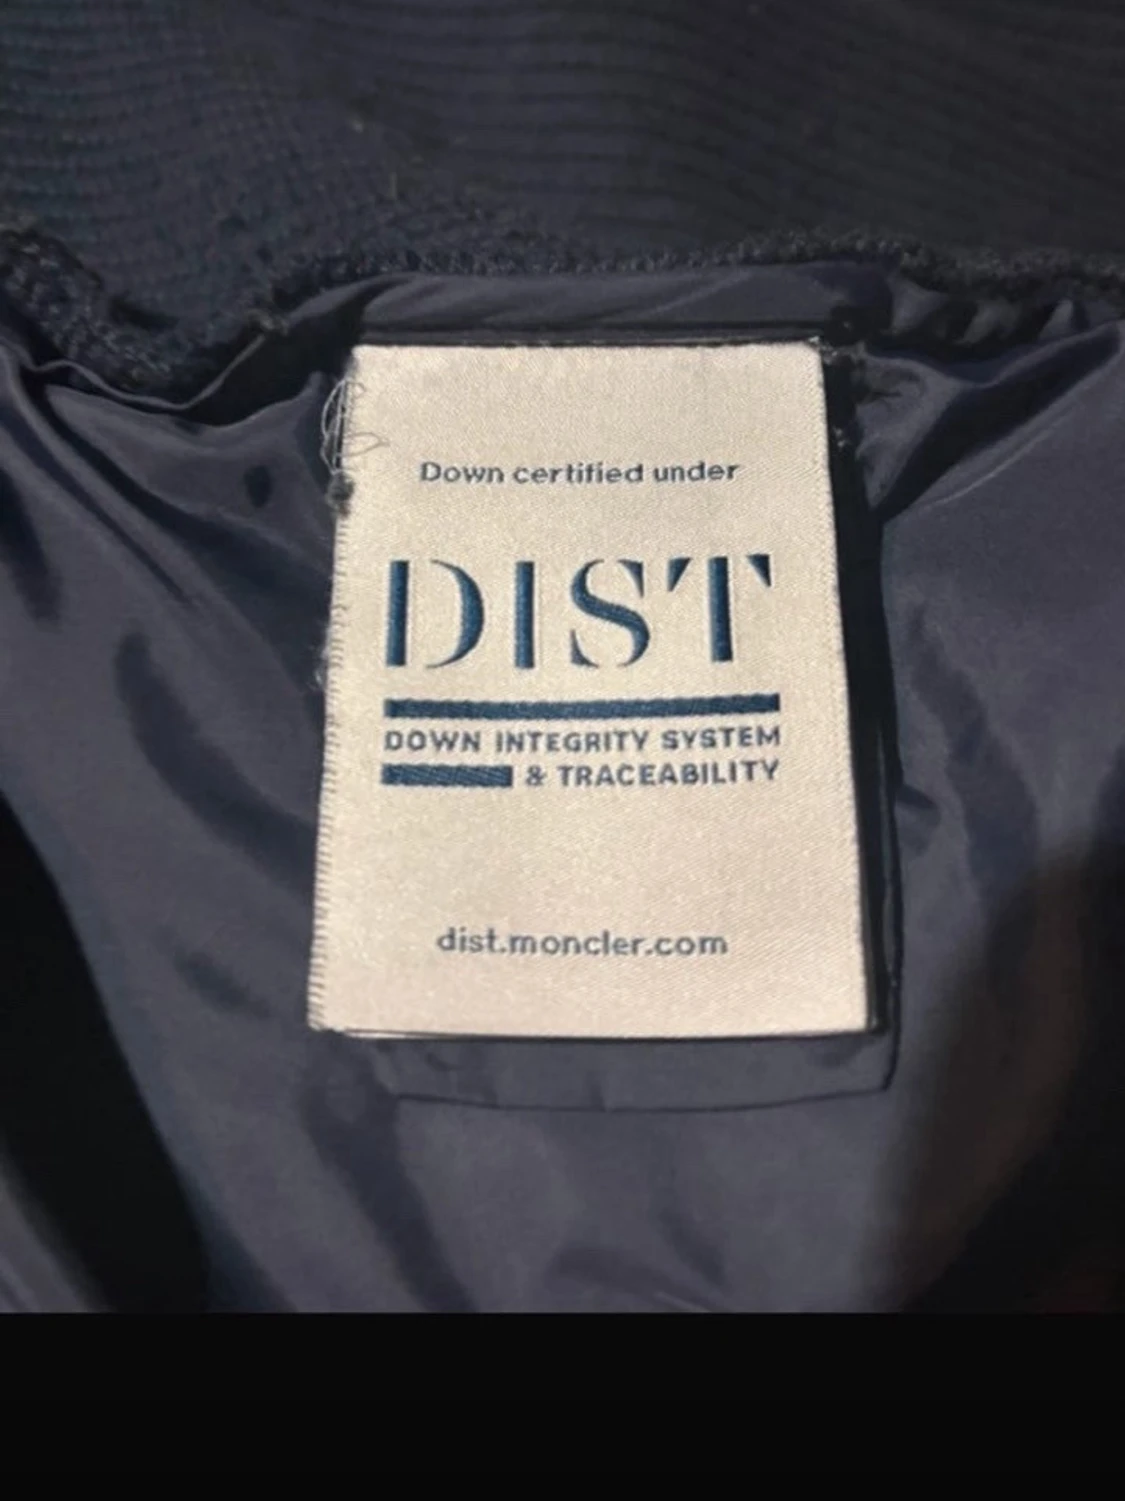 Down certified under
DIST
DOWN INTEGRITY SYSTEM
& TRACEABILITY
dist.moncler.com